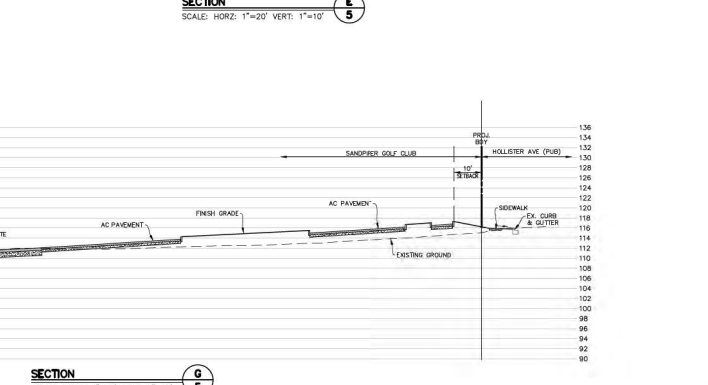 SECTION
E
5
SCALE: HORZ: 1"=20' VERT: 1"=10'
136
134
132
130
128
126
124
122
120
118
116
114
112
110
108
106
104
102
100
98
96
94
92
90
PROJ.
BDY
SANDPIPER GOLF CLUB
HOLLISTER AVE (PUB)
10'
SETBACK
AC PAVEMENT
FINISH GRADE
AC PAVEMENT
SIDEWALK
EX. CURB
& GUTTER
TE
EXISTING GROUND
SECTION
G